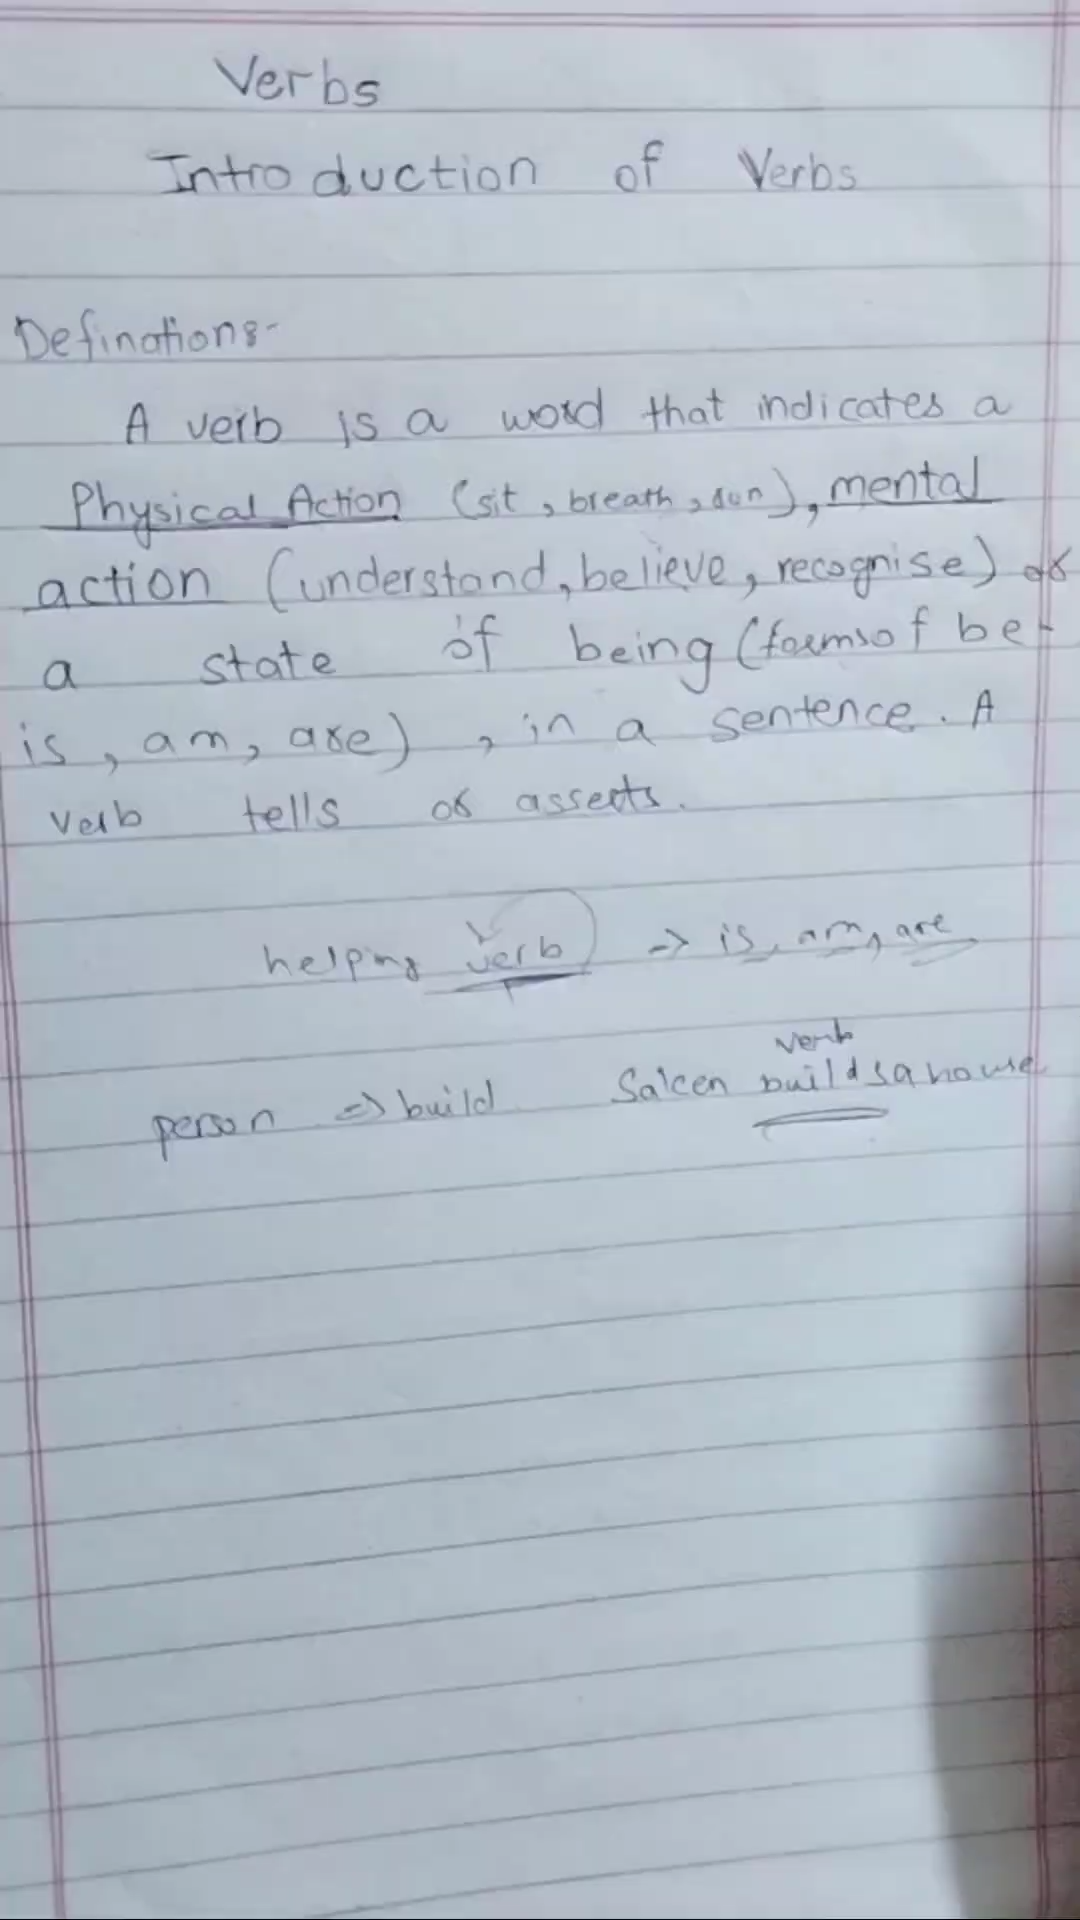 Verbs
Introduction of Verbs
Definations-
A verb is a word that indicates a
Physical Action (sit, breath, run), mental
action (understand, believe, recognise) or
a state of being (forms of be -
is, am, are) , in a sentence. A
verb tells or asserts.
helping verb -> is, am, are
verb
person => build builds a house